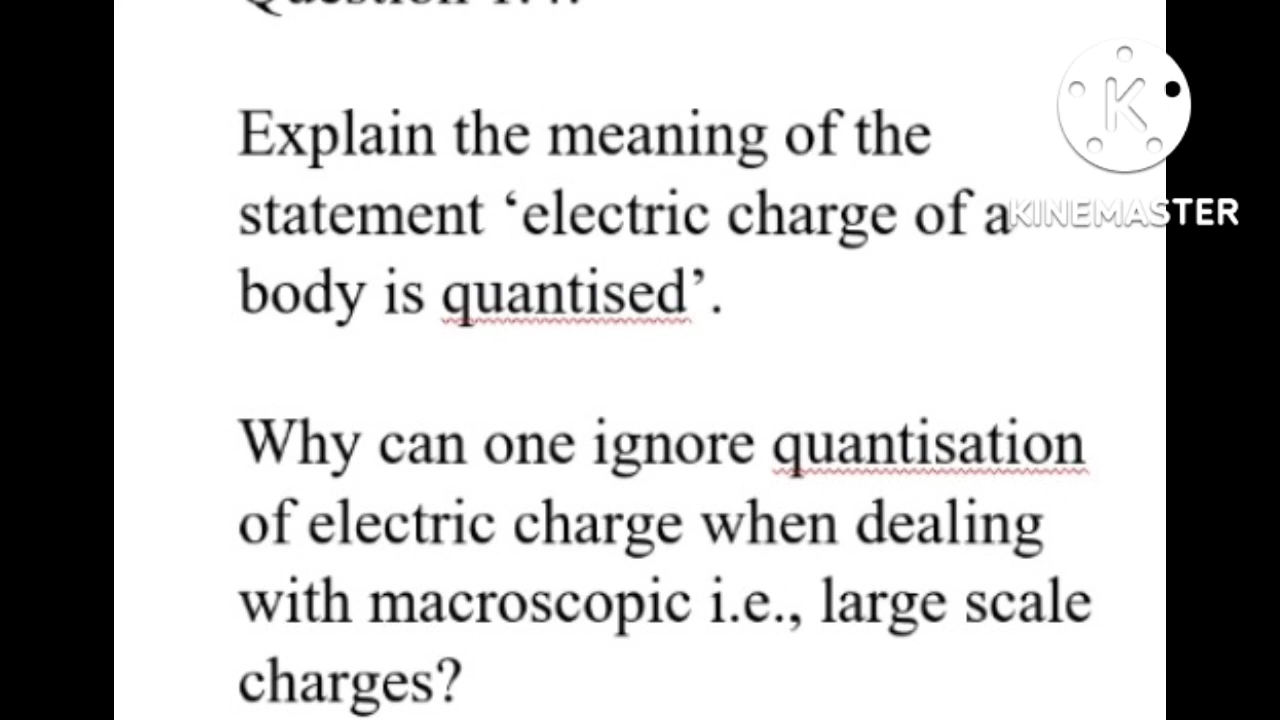 Explain the meaning of the
statement ‘electric charge of a
body is quantised’.
Why can one ignore quantisation
of electric charge when dealing
with macroscopic i.e., large scale
charges?
K
KINEMASTER